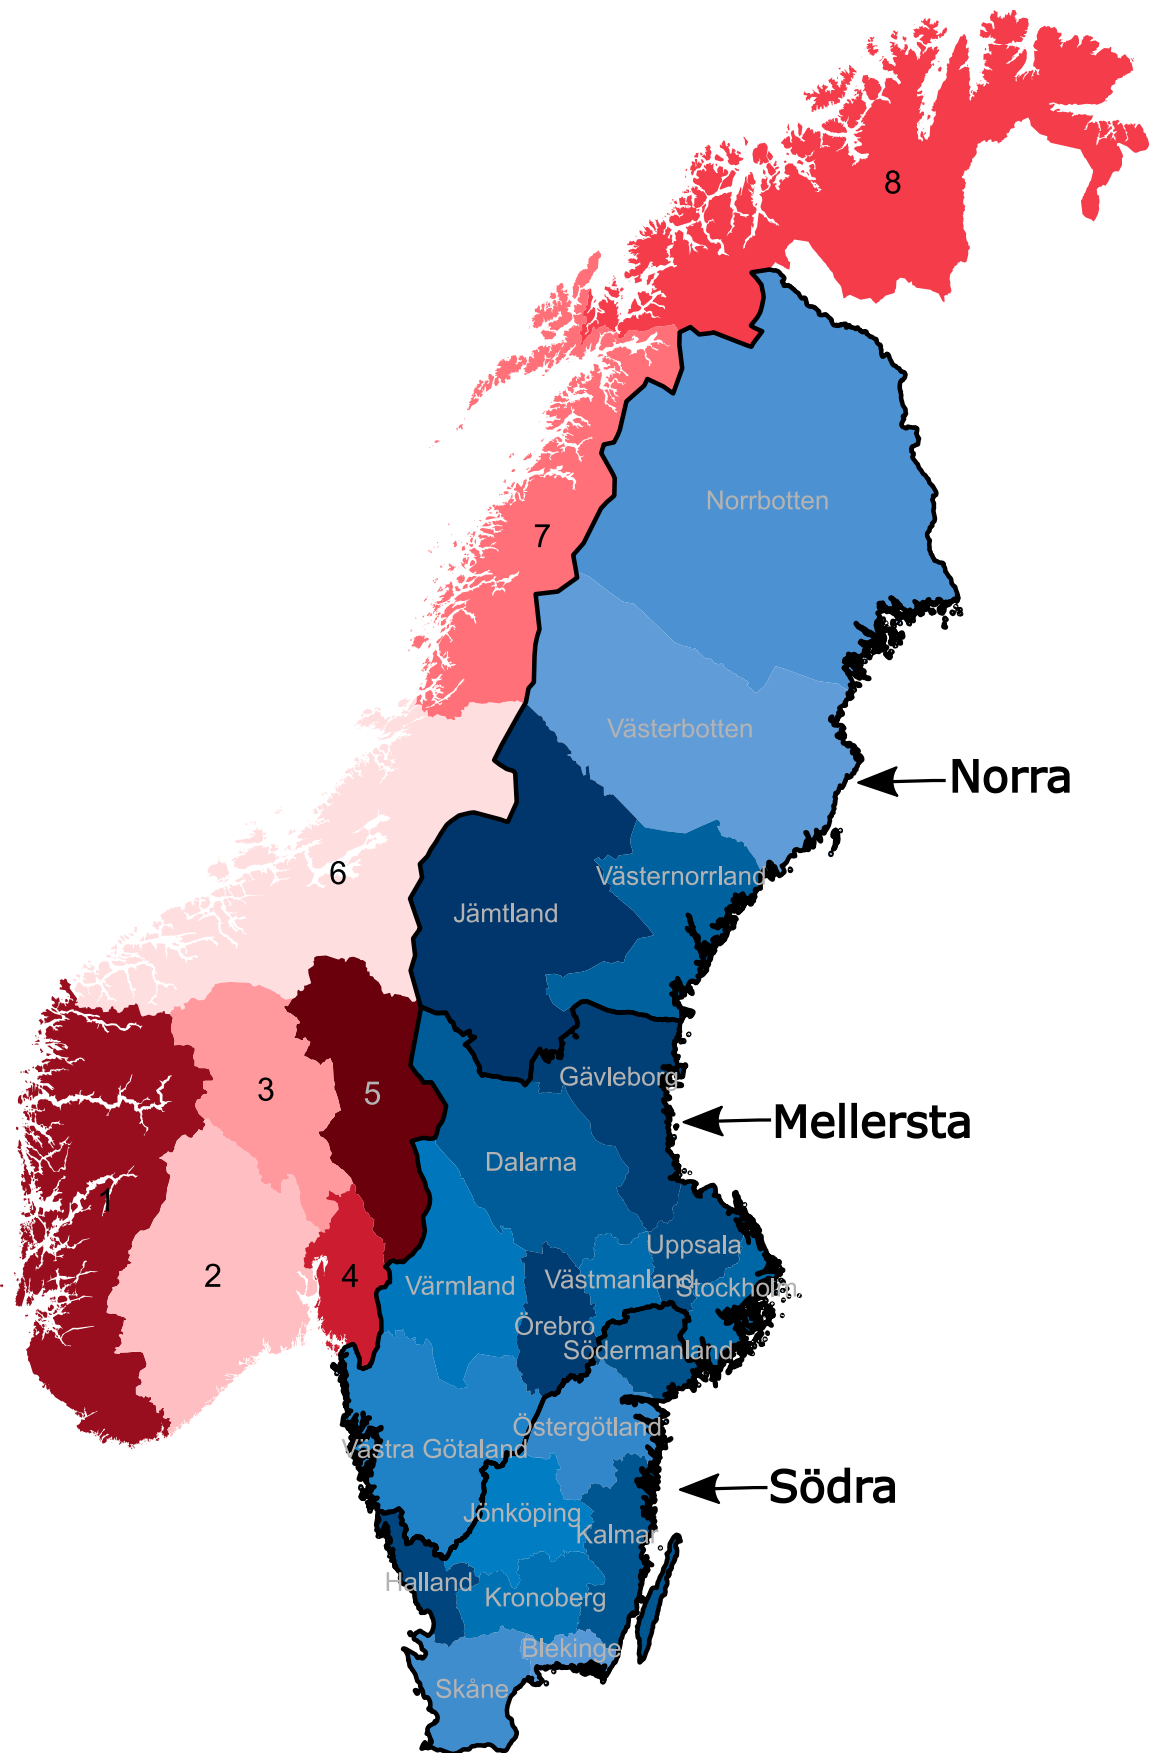 8
Norrbotten
7
Västerbotten
Norra
6
Västernorrland
Jämtland
Gävleborg
3
5
Mellersta
Dalarna
1
Uppsala
2
4
Värmland
Västmanland
Stockholm
Örebro
Södermanland
Östergötland
Västra Götaland
Södra
Jönköping
Kalmar
Halland
Kronoberg
Blekinge
Skåne